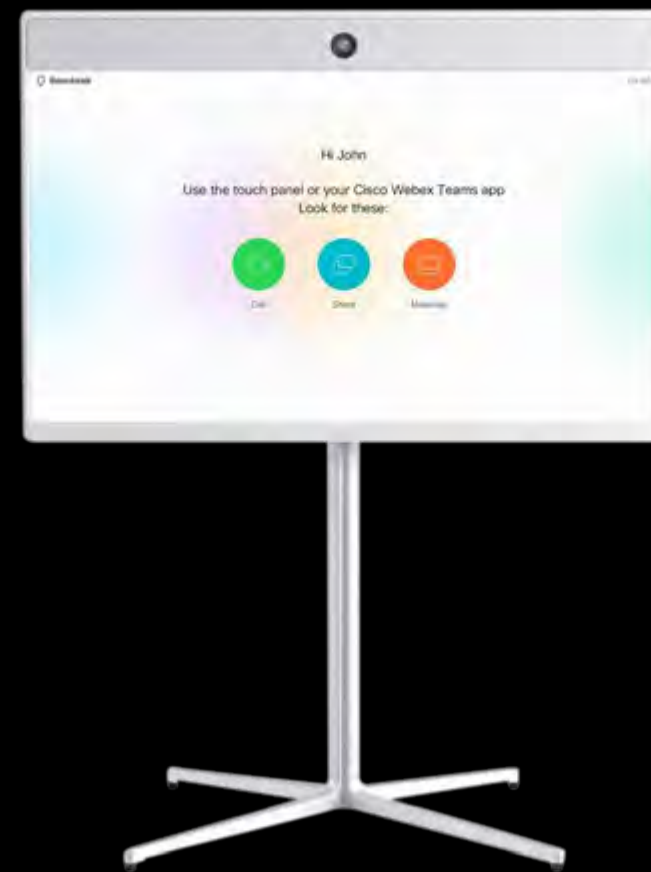 Hi John
Use the touch panel or your Cisco Webex Teams app
Look for these:
Call
Share